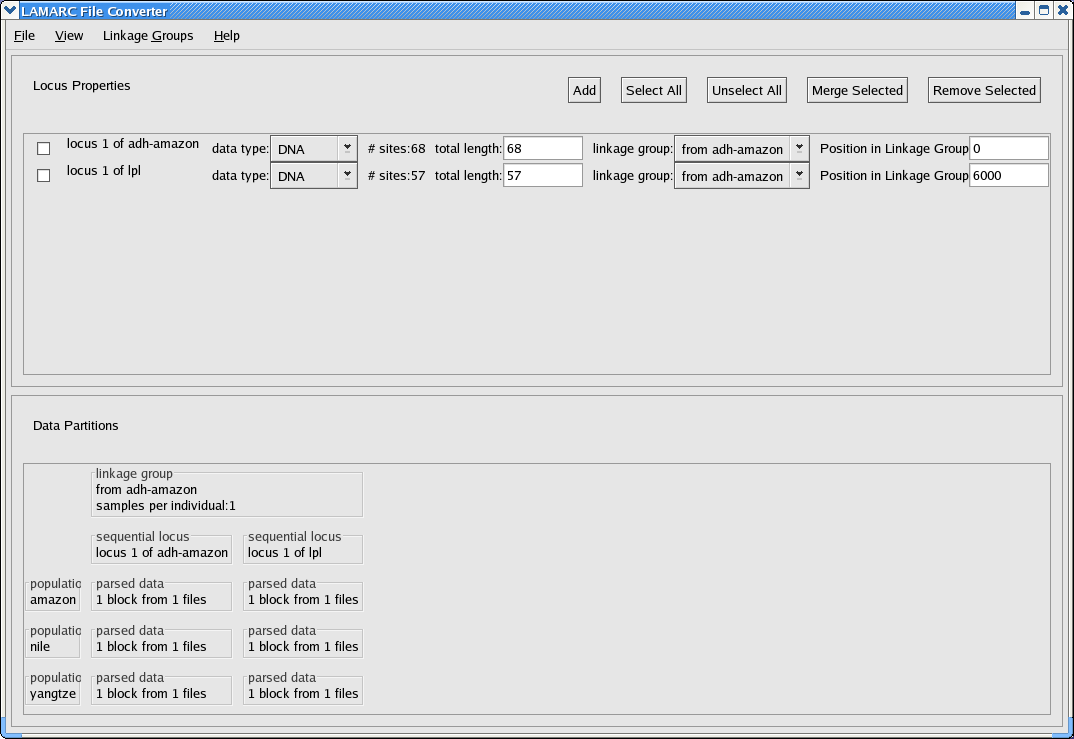 LAMARC File Converter
File View Linkage Groups Help
Locus Properties Add Select All Unselect All Merge Selected Remove Selected
locus 1 of adh-amazon data type: DNA # sites:68 total length: 68 linkage group: from adh-amazon Position in Linkage Group 0
locus 1 of lpl data type: DNA # sites:57 total length: 57 linkage group: from adh-amazon Position in Linkage Group 6000
Data Partitions
linkage group
from adh-amazon
samples per individual:1
sequential locus sequential locus
locus 1 of adh-amazon locus 1 of lpl
populatio parsed data parsed data
amazon 1 block from 1 files 1 block from 1 files
populatio parsed data parsed data
nile 1 block from 1 files 1 block from 1 files
populatio parsed data parsed data
yangtze 1 block from 1 files 1 block from 1 files